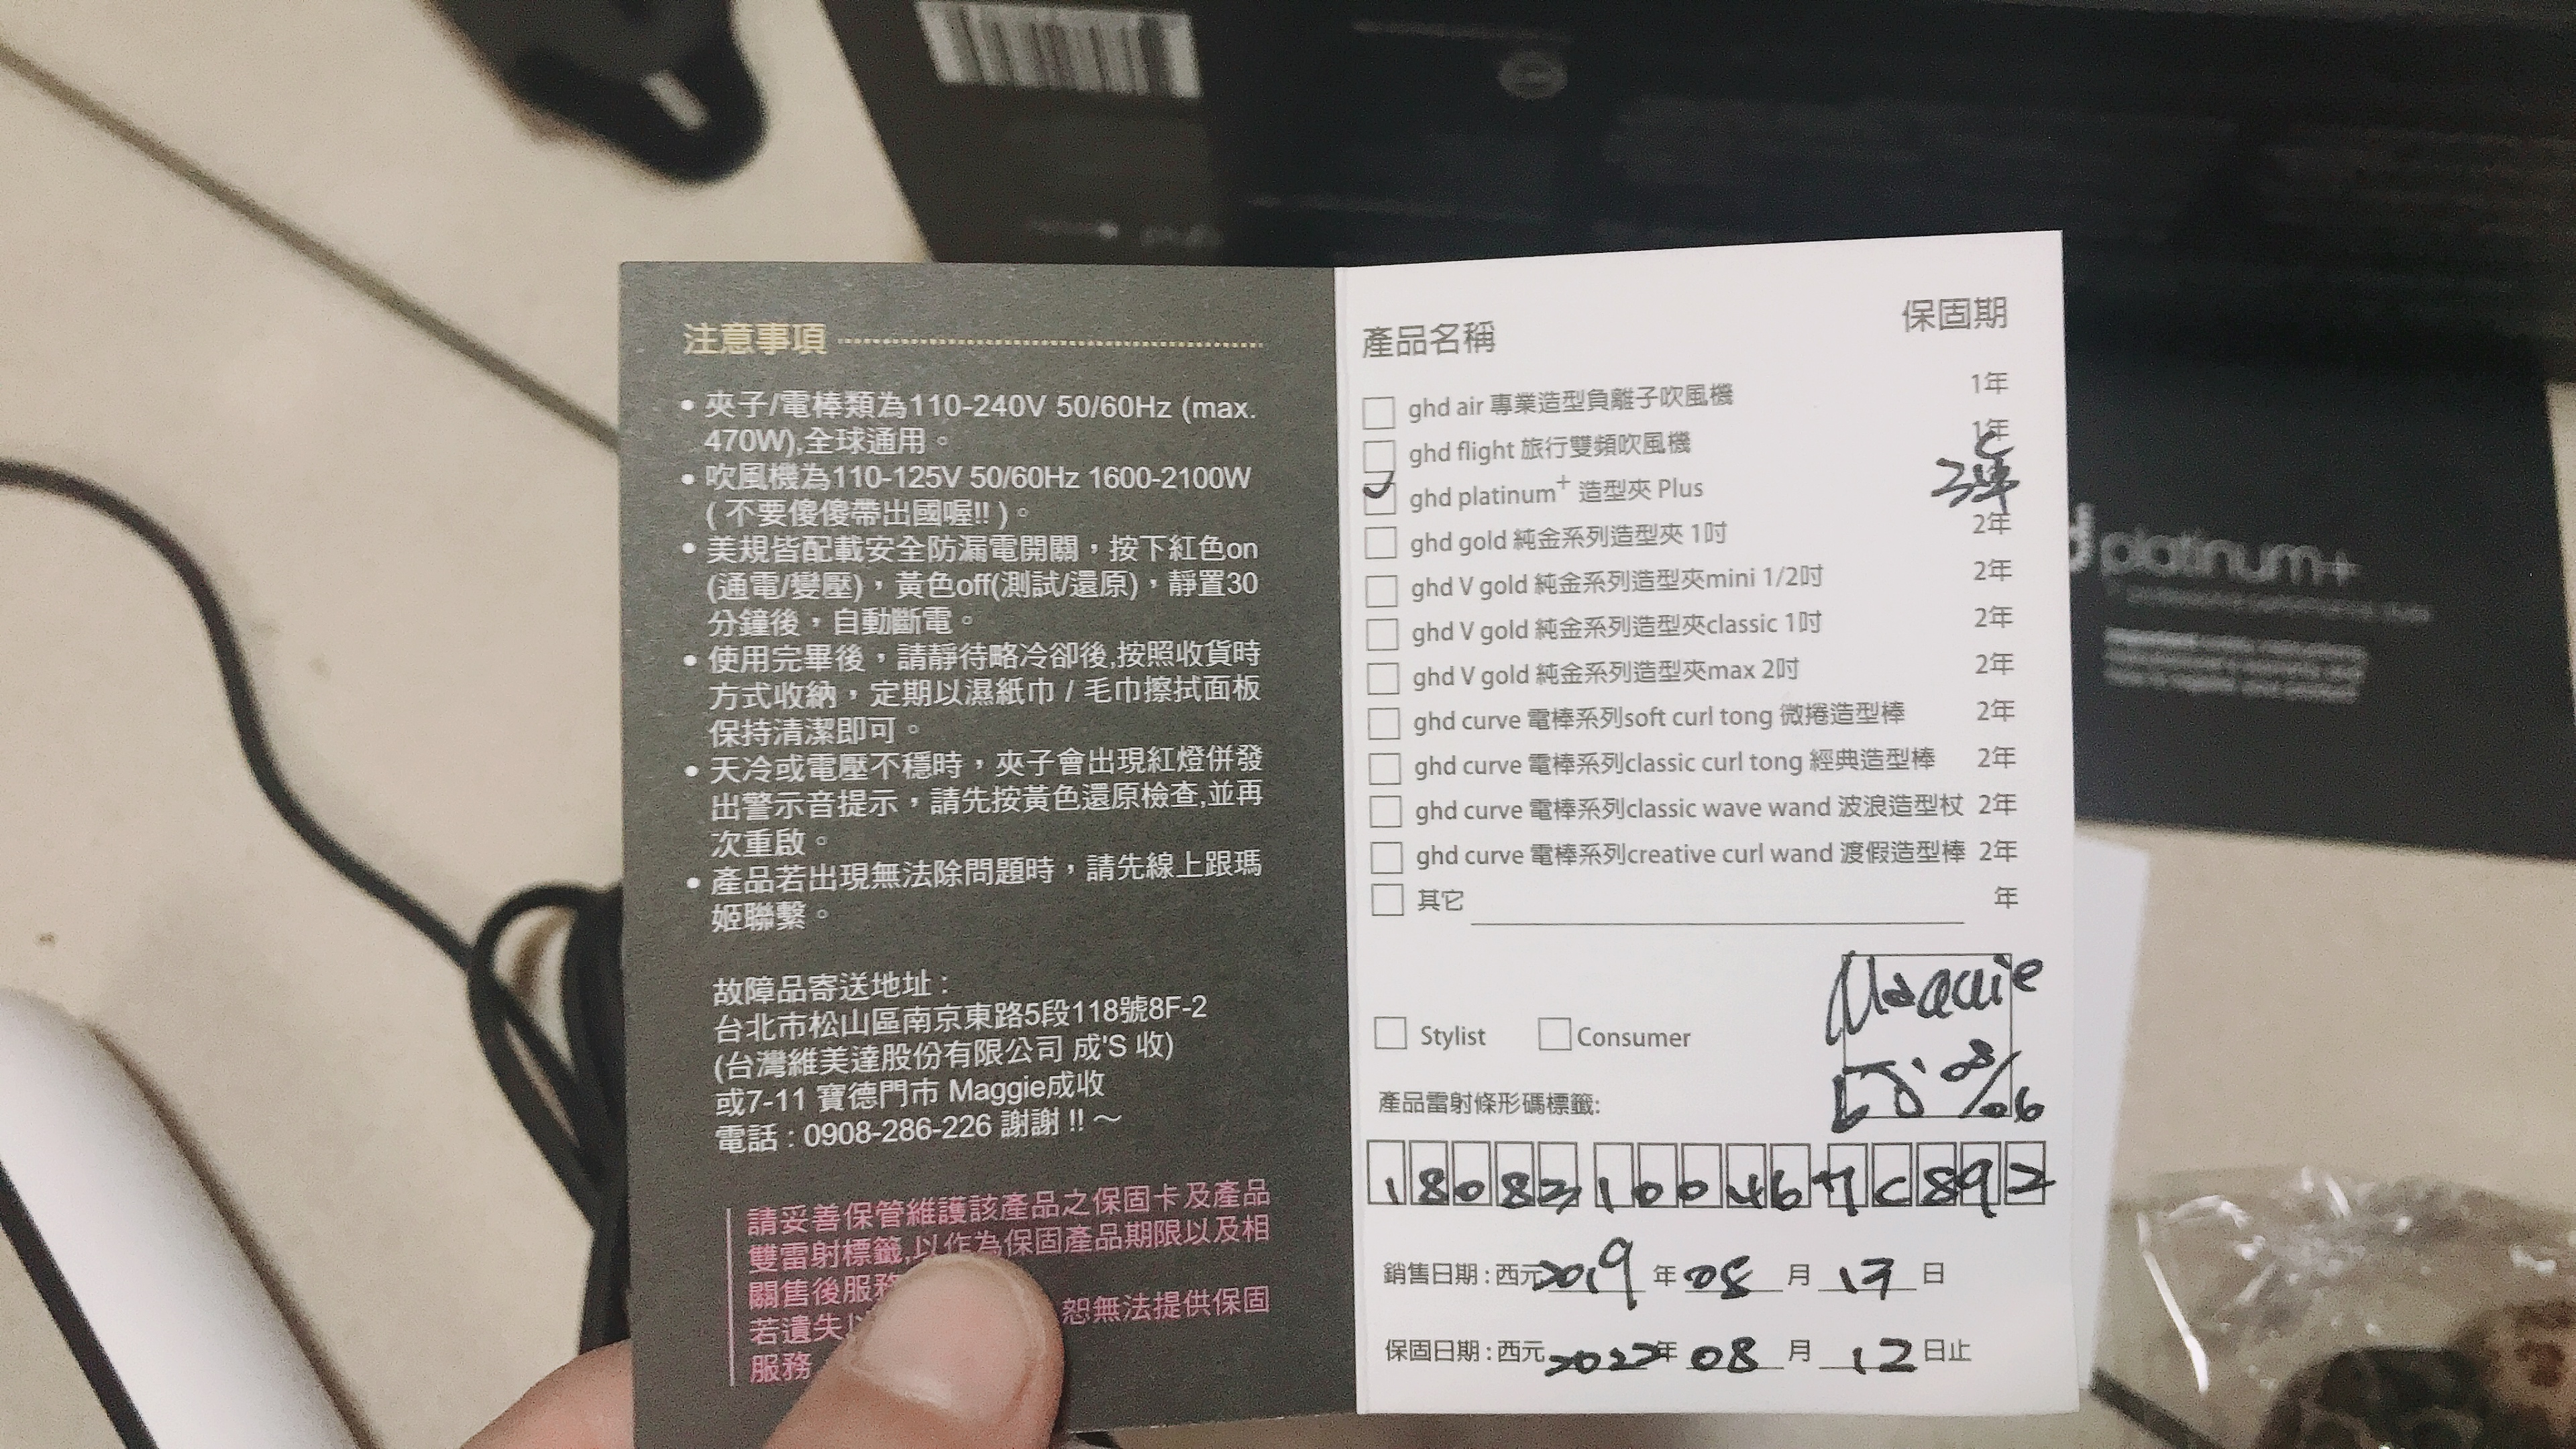 注意事項
• 夾子/電棒類為110-240V 50/60Hz (max.
470W),全球通用。
• 吹風機為110-125V 50/60Hz 1600-2100W
( 不要傻傻帶出國喔!! )。
• 美規皆配載安全防漏電開關，按下紅色on
(通電/變壓)，黃色off(測試/還原)，靜置30
分鐘後，自動斷電。
• 使用完畢後，請靜待略冷卻後,按照收貨時
方式收納，定期以濕紙巾 / 毛巾擦拭面板
保持清潔即可。
• 天冷或電壓不穩時，夾子會出現紅燈併發
出警示音提示，請先按黃色還原檢查,並再
次重啟。
• 產品若出現無法除問題時，請先線上跟瑪
姬聯繫。
故障品寄送地址 :
台北市松山區南京東路5段118號8F-2
(台灣維美達股份有限公司 成'S 收)
或7-11 寶德門市 Maggie成收
電話 : 0908-286-226 謝謝 !! ～
請妥善保管維護該產品之保固卡及產品
雙雷射標籤,以作為保固產品期限以及相
關售後服務
若遺失 恕無法提供保固
服務
產品名稱 保固期
ghd air 專業造型負離子吹風機 1年
ghd flight 旅行雙頻吹風機 1年
ghd platinum+ 造型夾 Plus 3年
ghd gold 純金系列造型夾 1吋 2年
ghd V gold 純金系列造型夾mini 1/2吋 2年
ghd V gold 純金系列造型夾classic 1吋 2年
ghd V gold 純金系列造型夾max 2吋 2年
ghd curve 電棒系列soft curl tong 微捲造型棒 2年
ghd curve 電棒系列classic curl tong 經典造型棒 2年
ghd curve 電棒系列classic wave wand 波浪造型杖 2年
ghd curve 電棒系列creative curl wand 渡假造型棒 2年
其它 年
Maggie
Stylist Consumer
產品雷射條形碼標籤:
銷售日期 : 西元2019 年 08 月 13 日
保固日期 : 西元2022年 08 月 12 日止
platinum+